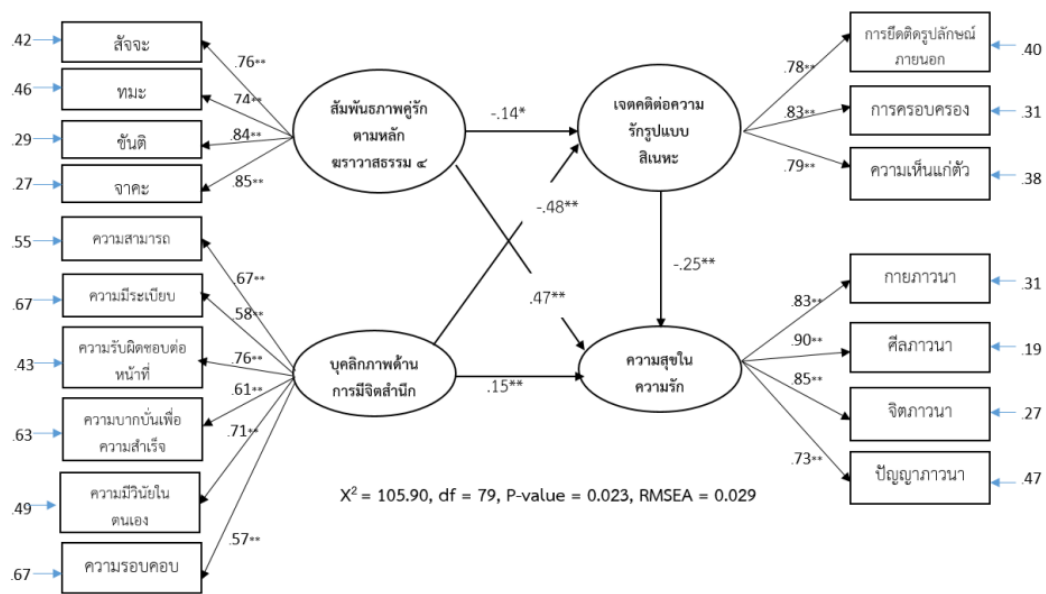 .42
สัจจะ
.46
ทมะ
.29
ขันติ
.27
จาคะ
.76**
.74**
.84**
.85**
สัมพันธภาพคู่รัก
ตามหลัก
ฆราวาสธรรม ๔
-.14*
เจตคติต่อความ
รักรูปแบบ
สิเนหะ
.78**
.83**
.79**
การยึดติดรูปลักษณ์
ภายนอก
.40
การครอบครอง
.31
ความเห็นแก่ตัว
.38
-.48**
.47**
-.25**
.55
ความสามารถ
.67
ความมีระเบียบ
.43
ความรับผิดชอบต่อ
หน้าที่
.63
ความบากบั่นเพื่อ
ความสำเร็จ
.49
ความมีวินัยใน
ตนเอง
.67
ความรอบคอบ
.67**
.58**
.76**
.61**
.71**
.57**
บุคลิกภาพด้าน
การมีจิตสำนึก
.15**
ความสุขใน
ความรัก
.83**
.90**
.85**
.73**
กายภาวนา
.31
ศีลภาวนา
.19
จิตภาวนา
.27
ปัญญาภาวนา
.47
X² = 105.90, df = 79, P-value = 0.023, RMSEA = 0.029